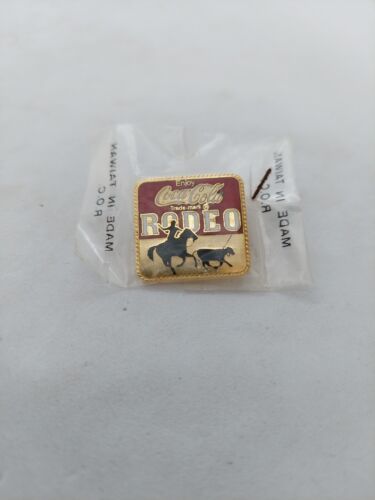 Enjoy
Coca-Cola
Trade-mark
RODEO
MADE IN TAIWAN
R.O.C
MADE IN TAIWAN
R.O.C